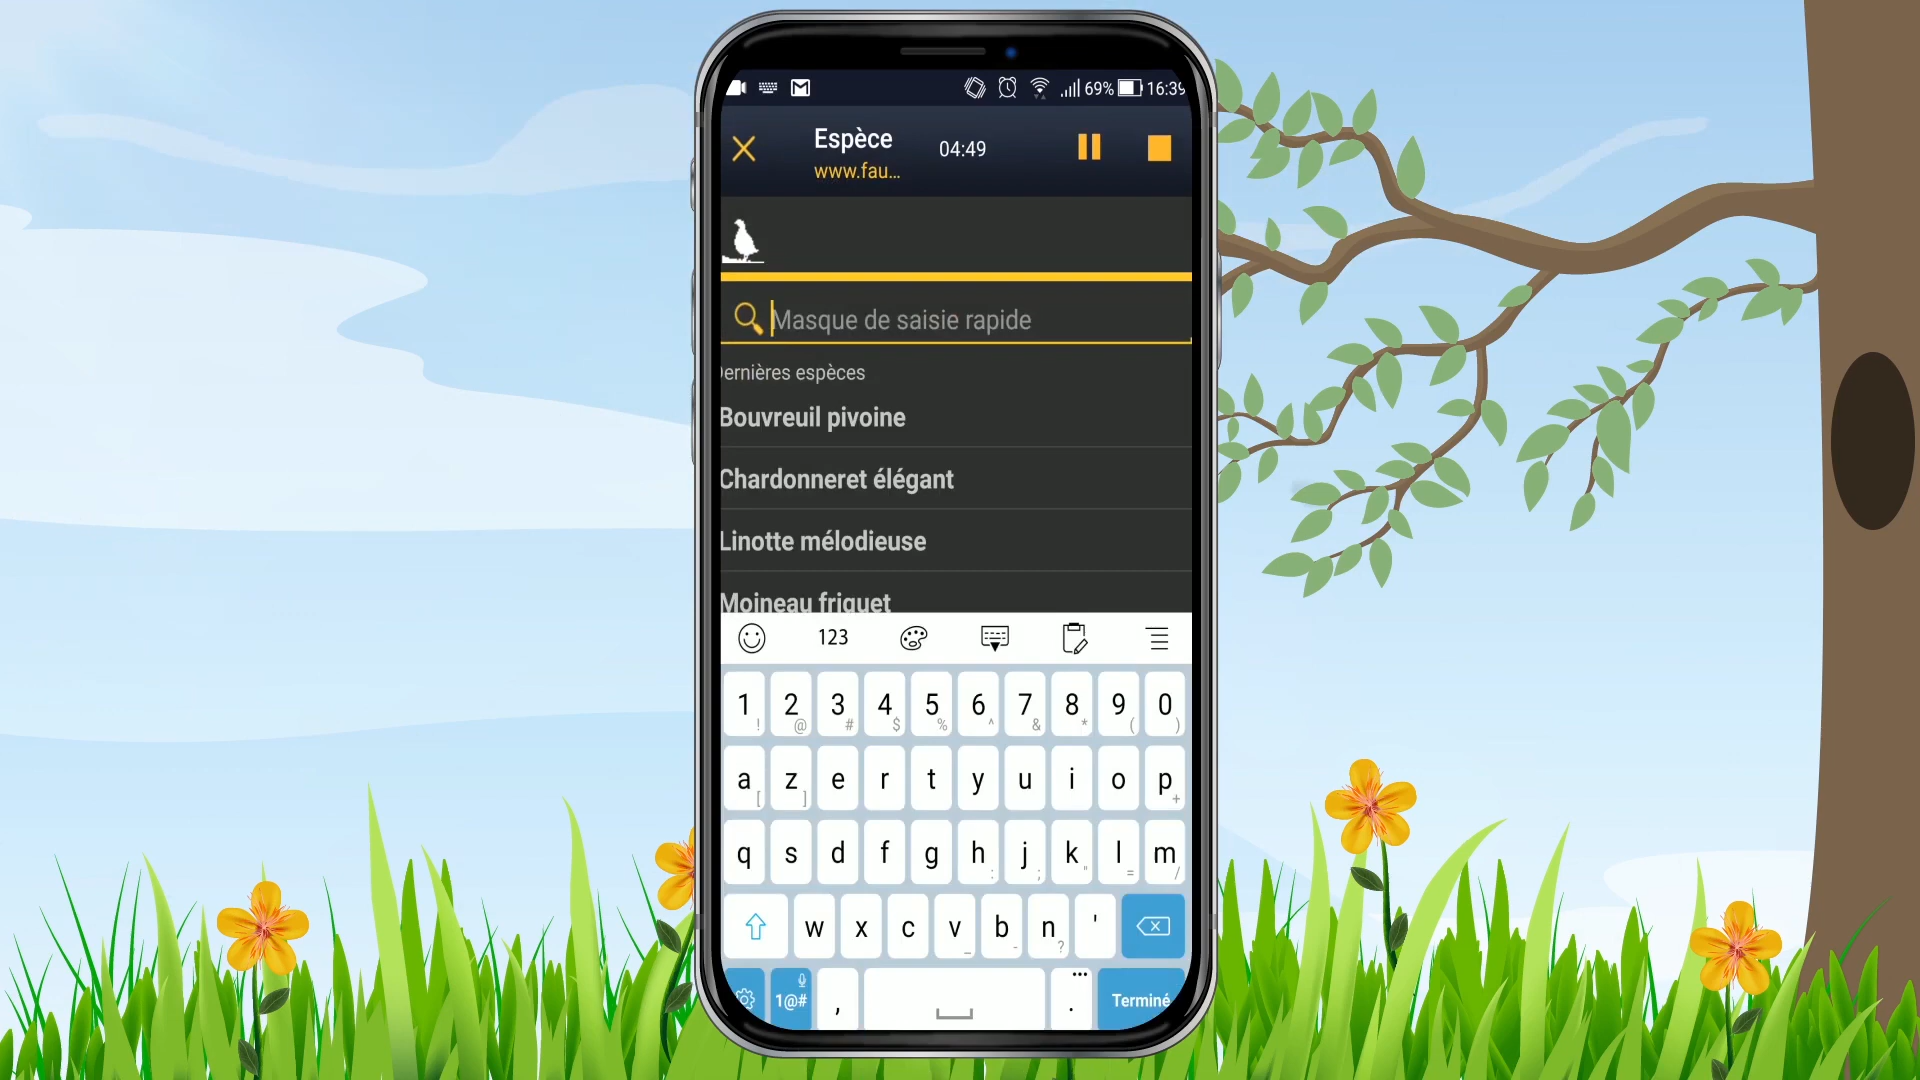 69% 16:39
Espèce 04:49
www.fau...
Masque de saisie rapide
Dernières espèces
Bouvreuil pivoine
Chardonneret élégant
Linotte mélodieuse
Moineau friquet
123
1 ! 2 @ 3 # 4 $ 5 % 6 ^ 7 & 8 * 9 ( 0 )
a [ z ] e r t y u i o p +
q s d f g h : j ; k " l = m /
w x c v _ b - n ? '
1@# , ... . Terminé